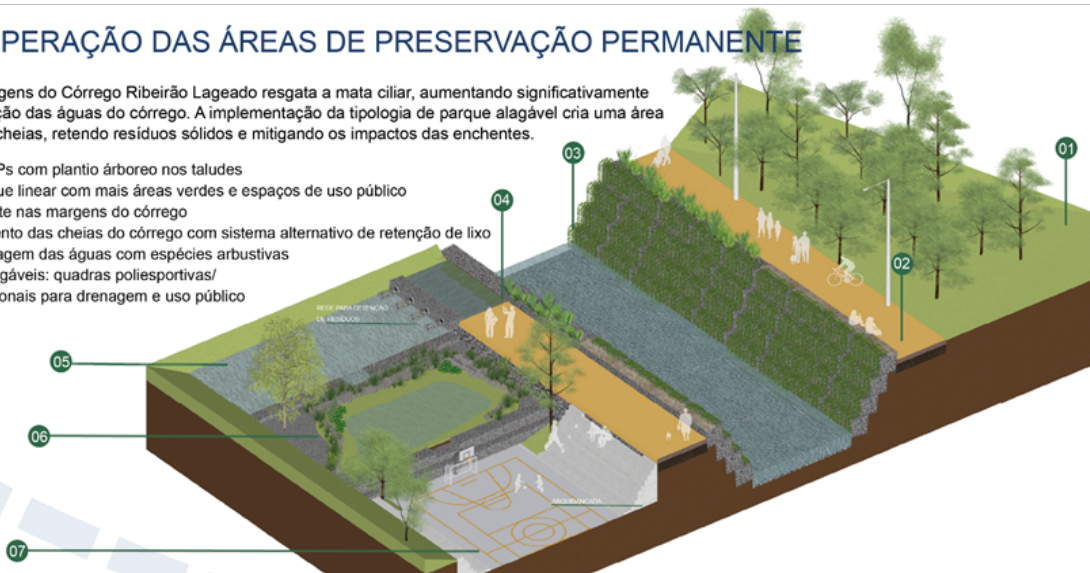 PERAÇÃO DAS ÁREAS DE PRESERVAÇÃO PERMANENTE
gens do Córrego Ribeirão Lageado resgata a mata ciliar, aumentando significativamente
ção das águas do córrego. A implementação da tipologia de parque alagável cria uma área
cheias, retendo resíduos sólidos e mitigando os impactos das enchentes.
Ps com plantio árboreo nos taludes
ue linear com mais áreas verdes e espaços de uso público
te nas margens do córrego
ento das cheias do córrego com sistema alternativo de retenção de lixo
agem das águas com espécies arbustivas
gáveis: quadras poliesportivas/
onais para drenagem e uso público
01
03
04
02
REDE PARA DETENÇÃO
DE RESÍDUOS
05
06
ARQUIBANCADA
07